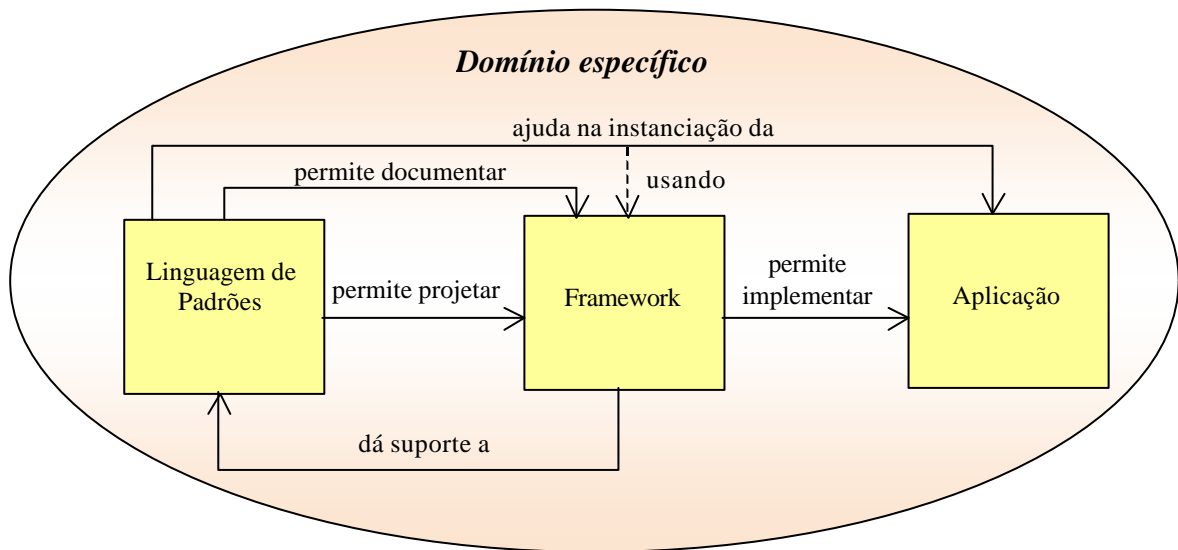 Domínio específico
ajuda na instanciação da
permite documentar
usando
Linguagem de
Padrões
permite projetar
Framework
permite
implementar
Aplicação
dá suporte a